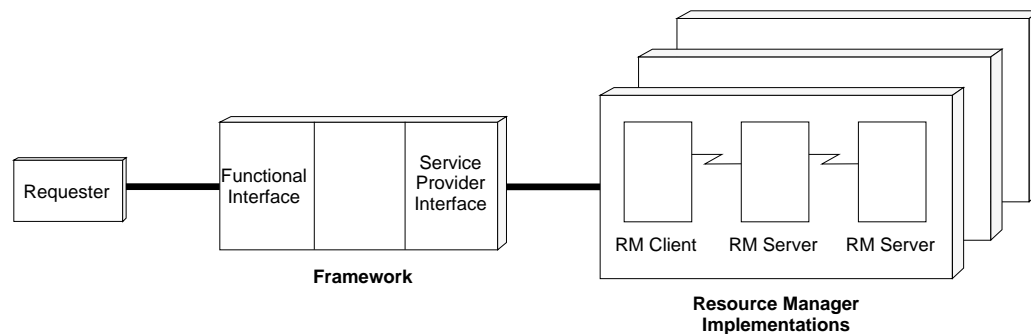 Requester
Functional
Interface
Service
Provider
Interface
Framework
RM Client
RM Server
RM Server
Resource Manager
Implementations